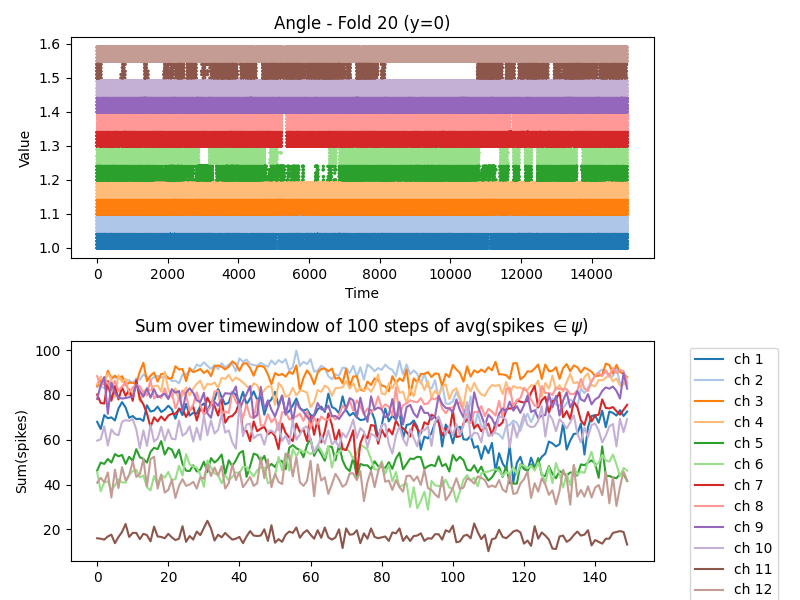 Angle - Fold 20 (y=0)
1.6
1.5
1.4
1.3
1.2
1.1
1.0
Value
0 2000 4000 6000 8000 10000 12000 14000
Time
Sum over timewindow of 100 steps of avg(spikes ∈ ψ)
100
80
60
40
20
Sum(spikes)
0 20 40 60 80 100 120 140
ch 1
ch 2
ch 3
ch 4
ch 5
ch 6
ch 7
ch 8
ch 9
ch 10
ch 11
ch 12